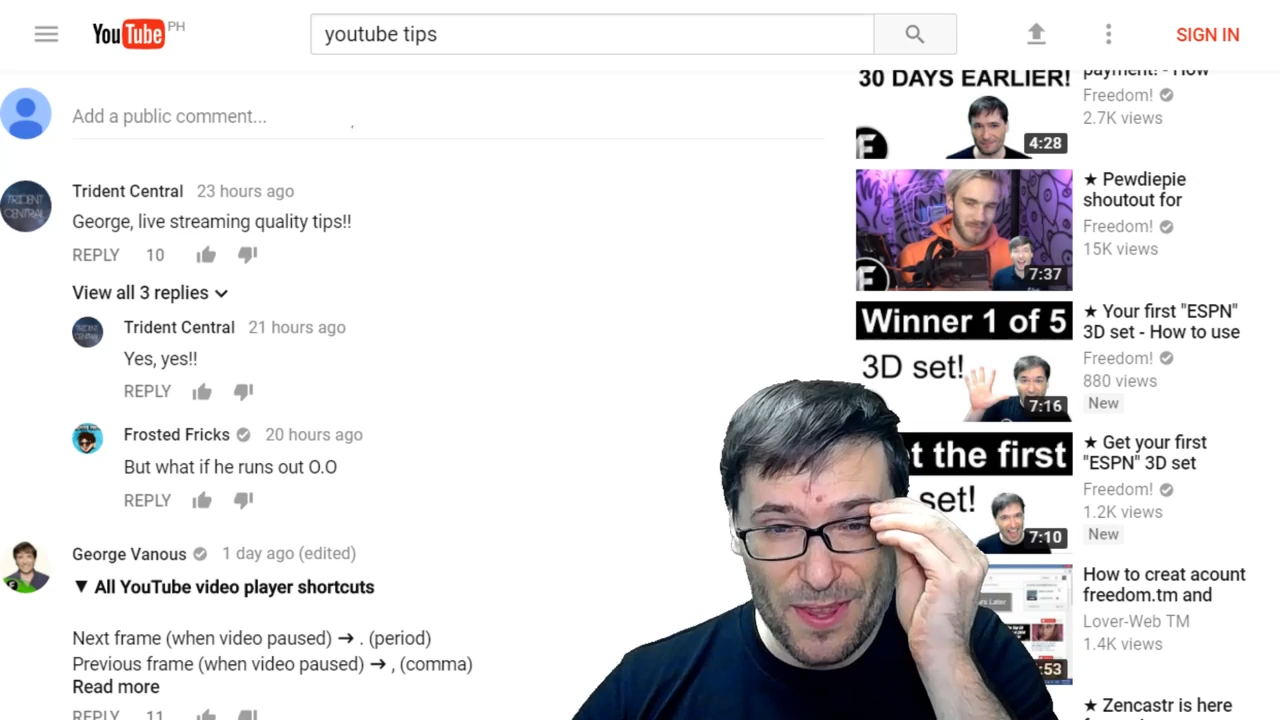 YouTube PH
youtube tips
SIGN IN
Add a public comment...
Trident Central 23 hours ago
George, live streaming quality tips!!
REPLY 10
View all 3 replies
Trident Central 21 hours ago
Yes, yes!!
REPLY
Frosted Fricks 20 hours ago
But what if he runs out O.O
REPLY
George Vanous 1 day ago (edited)
▼ All YouTube video player shortcuts
Next frame (when video paused) ➔ . (period)
Previous frame (when video paused) ➔ , (comma)
Read more
REPLY 11
30 DAYS EARLIER!
F
4:28
payment! - How
Freedom!
2.7K views
F
7:37
★ Pewdiepie
shoutout for
Freedom!
15K views
Winner 1 of 5
3D set!
7:16
★ Your first "ESPN"
3D set - How to use
Freedom!
880 views
New
t the first
set!
7:10
★ Get your first
"ESPN" 3D set
Freedom!
1.2K views
New
:53
How to creat acount
freedom.tm and
Lover-Web TM
1.4K views
★ Zencastr is here